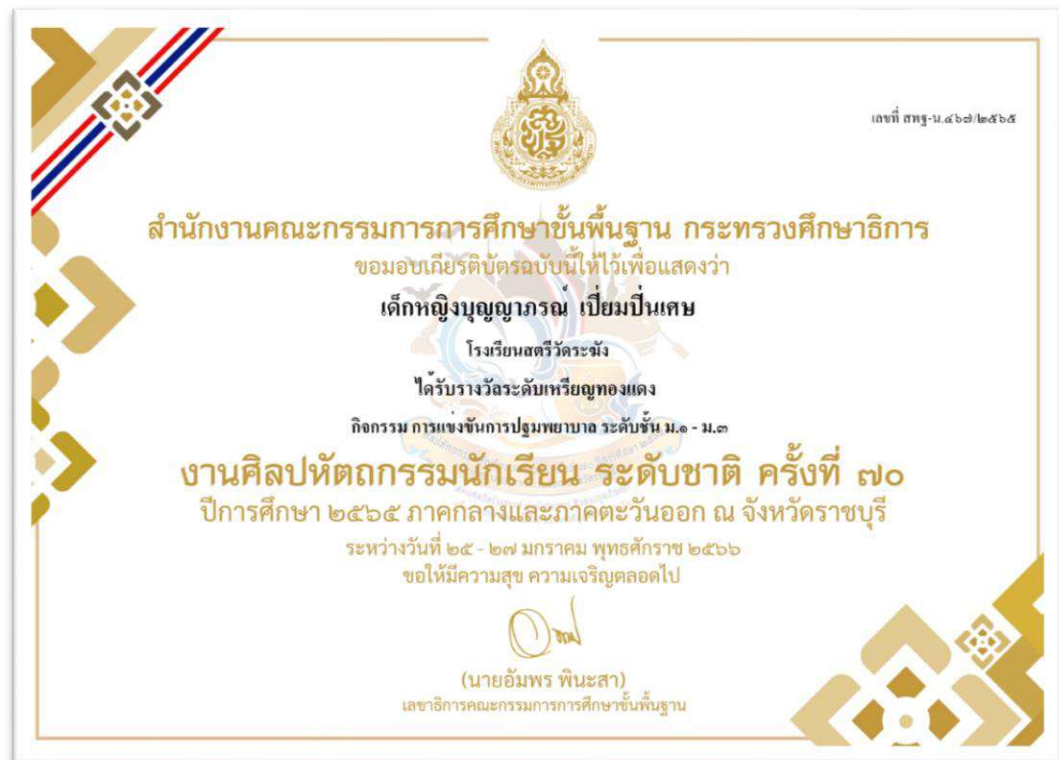 เลขที่ สพฐ-น.๔๖๗/๒๕๖๕
สำนักงานคณะกรรมการการศึกษาขั้นพื้นฐาน กระทรวงศึกษาธิการ
ขอมอบเกียรติบัตรฉบับนี้ให้ไว้เพื่อแสดงว่า
เด็กหญิงบุญญาภรณ์ เปี่ยมปิ่นเศษ
โรงเรียนสตรีวัดระฆัง
ได้รับรางวัลระดับเหรียญทองแดง
กิจกรรม การแข่งขันการปฐมพยาบาล ระดับชั้น ม.๑ - ม.๓
งานศิลปหัตถกรรมนักเรียน ระดับชาติ ครั้งที่ ๗๐
ปีการศึกษา ๒๕๖๕ ภาคกลางและภาคตะวันออก ณ จังหวัดราชบุรี
ระหว่างวันที่ ๒๕ - ๒๗ มกราคม พุทธศักราช ๒๕๖๖
ขอให้มีความสุข ความเจริญตลอดไป
(นายอัมพร พินะสา)
เลขาธิการคณะกรรมการการศึกษาขั้นพื้นฐาน